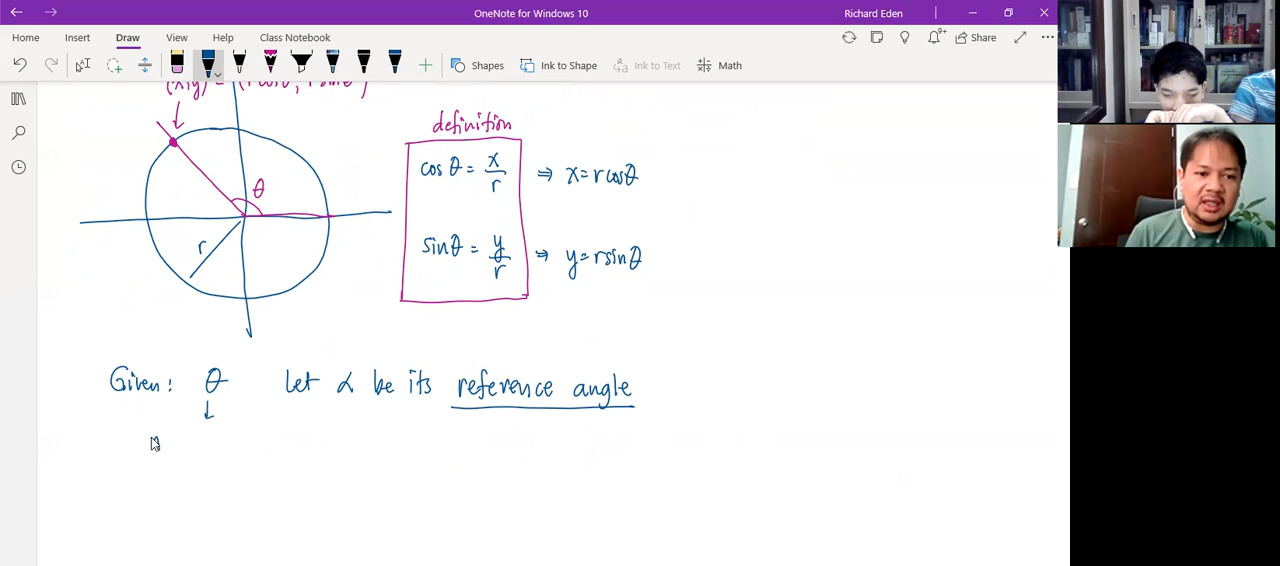 OneNote for Windows 10
Richard Eden
Home Insert Draw View Help Class Notebook
Share
Shapes Ink to Shape Ink to Text Math
definition
cos θ = x/r ⇒ x = r cos θ
θ
sin θ = y/r ⇒ y = r sin θ
r
Given: θ let α be its reference angle